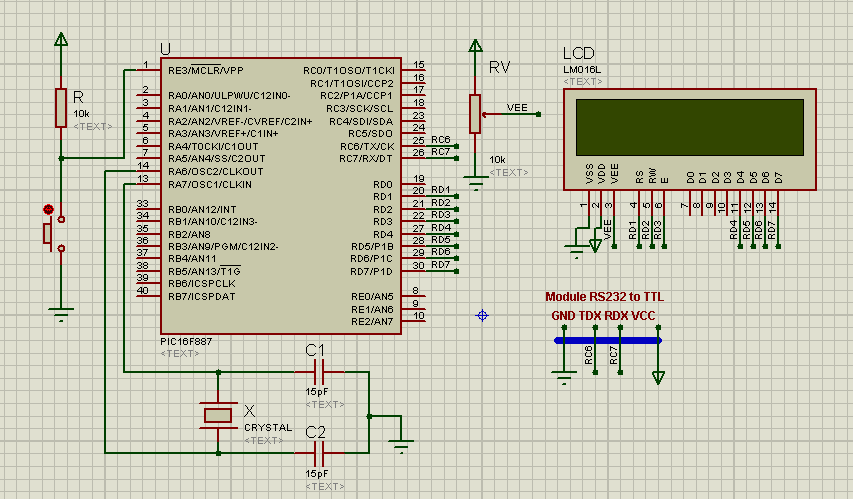 U
1 RE3/MCLR/VPP RC0/T1OSO/T1CKI 15
RC1/T1OSI/CCP2 16
2 RA0/AN0/ULPWU/C12IN0- RC2/P1A/CCP1 17
3 RA1/AN1/C12IN1- RC3/SCK/SCL 18
4 RA2/AN2/VREF-/CVREF/C2IN+ RC4/SDI/SDA 23
5 RA3/AN3/VREF+/C1IN+ RC5/SDO 24
6 RA4/T0CKI/C1OUT RC6/TX/CK 25 RC6
7 RA5/AN4/SS/C2OUT RC7/RX/DT 26 RC7
14 RA6/OSC2/CLKOUT
13 RA7/OSC1/CLKIN RD0 19
RD1 20 RD1
33 RB0/AN12/INT RD2 21 RD2
34 RB1/AN10/C12IN3- RD3 22 RD3
35 RB2/AN8 RD4 27 RD4
36 RB3/AN9/PGM/C12IN2- RD5/P1B 28 RD5
37 RB4/AN11 RD6/P1C 29 RD6
38 RB5/AN13/T1G RD7/P1D 30 RD7
39 RB6/ICSPCLK
40 RB7/ICSPDAT RE0/AN5 8
RE1/AN6 9
RE2/AN7 10
PIC16F887
<TEXT>
R
10k
<TEXT>
RV
VEE
10k
<TEXT>
LCD
LM016L
<TEXT>
VSS VDD VEE RS RW E D0 D1 D2 D3 D4 D5 D6 D7
1 2 3 4 5 6 7 8 9 10 11 12 13 14
VEE RD1 RD2 RD3 RD4 RD5 RD6 RD7
Module RS232 to TTL
GND TDX RDX VCC
RC6 RC7
C1
15pF
<TEXT>
X
CRYSTAL
<TEXT>
C2
15pF
<TEXT>